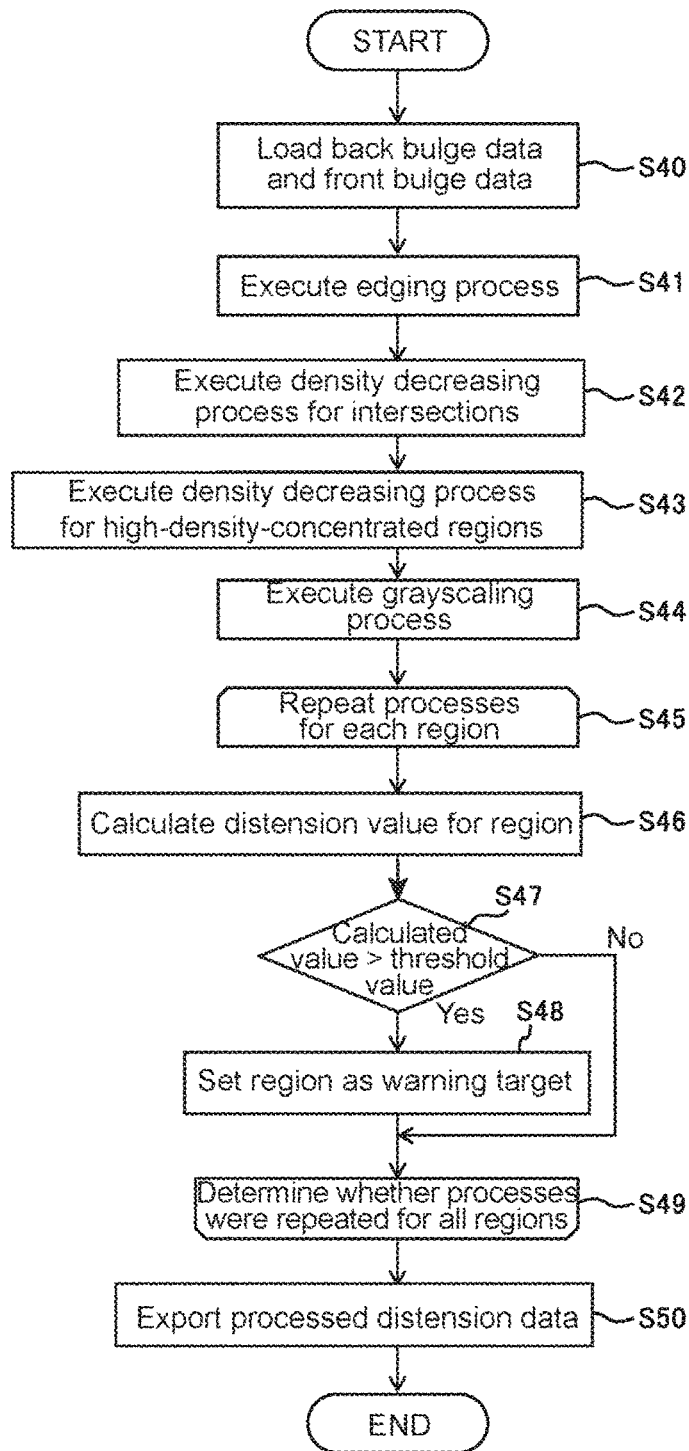 START
Load back bulge data
and front bulge data
S40
Execute edging process
S41
Execute density decreasing
process for intersections
S42
Execute density decreasing process
for high-density-concentrated regions
S43
Execute grayscaling
process
S44
Repeat processes
for each region
S45
Calculate distension value for region
S46
S47
Calculated
value > threshold
value
No
Yes
S48
Set region as warning target
Determine whether processes
were repeated for all regions
S49
Export processed distension data
S50
END